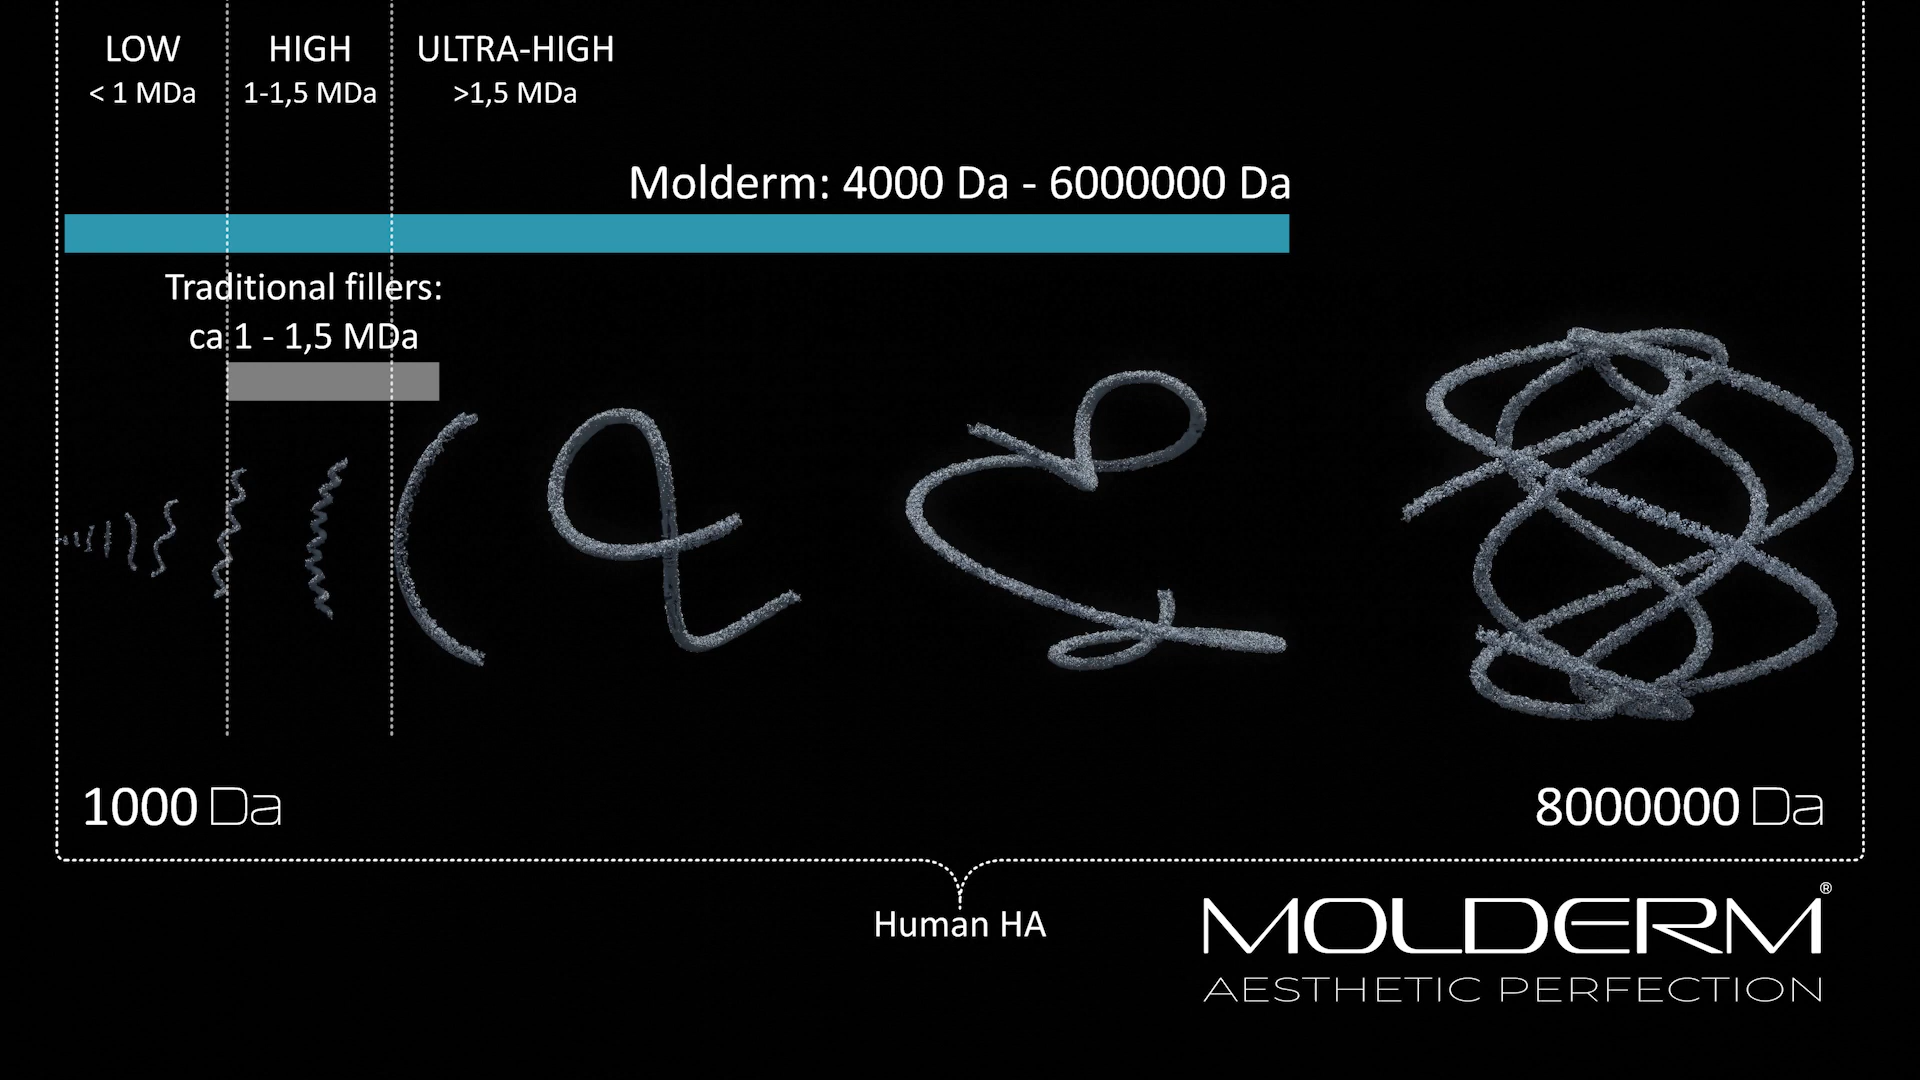 LOW
< 1 MDa
HIGH
1-1,5 MDa
ULTRA-HIGH
>1,5 MDa
Molderm: 4000 Da - 6000000 Da
Traditional fillers:
ca 1 - 1,5 MDa
1000 Da
8000000 Da
Human HA
MOLDERM®
AESTHETIC PERFECTION